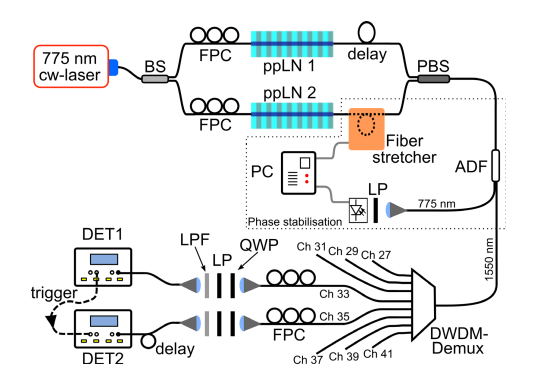 775 nm
cw-laser
BS
FPC
ppLN 1
delay
PBS
FPC
ppLN 2
Fiber
stretcher
PC
LP
ADF
775 nm
Phase stabilisation
1550 nm
DET1
LPF
LP
QWP
Ch 31
Ch 29
Ch 27
trigger
Ch 33
Ch 35
FPC
delay
DET2
Ch 37
Ch 39
Ch 41
DWDM-
Demux